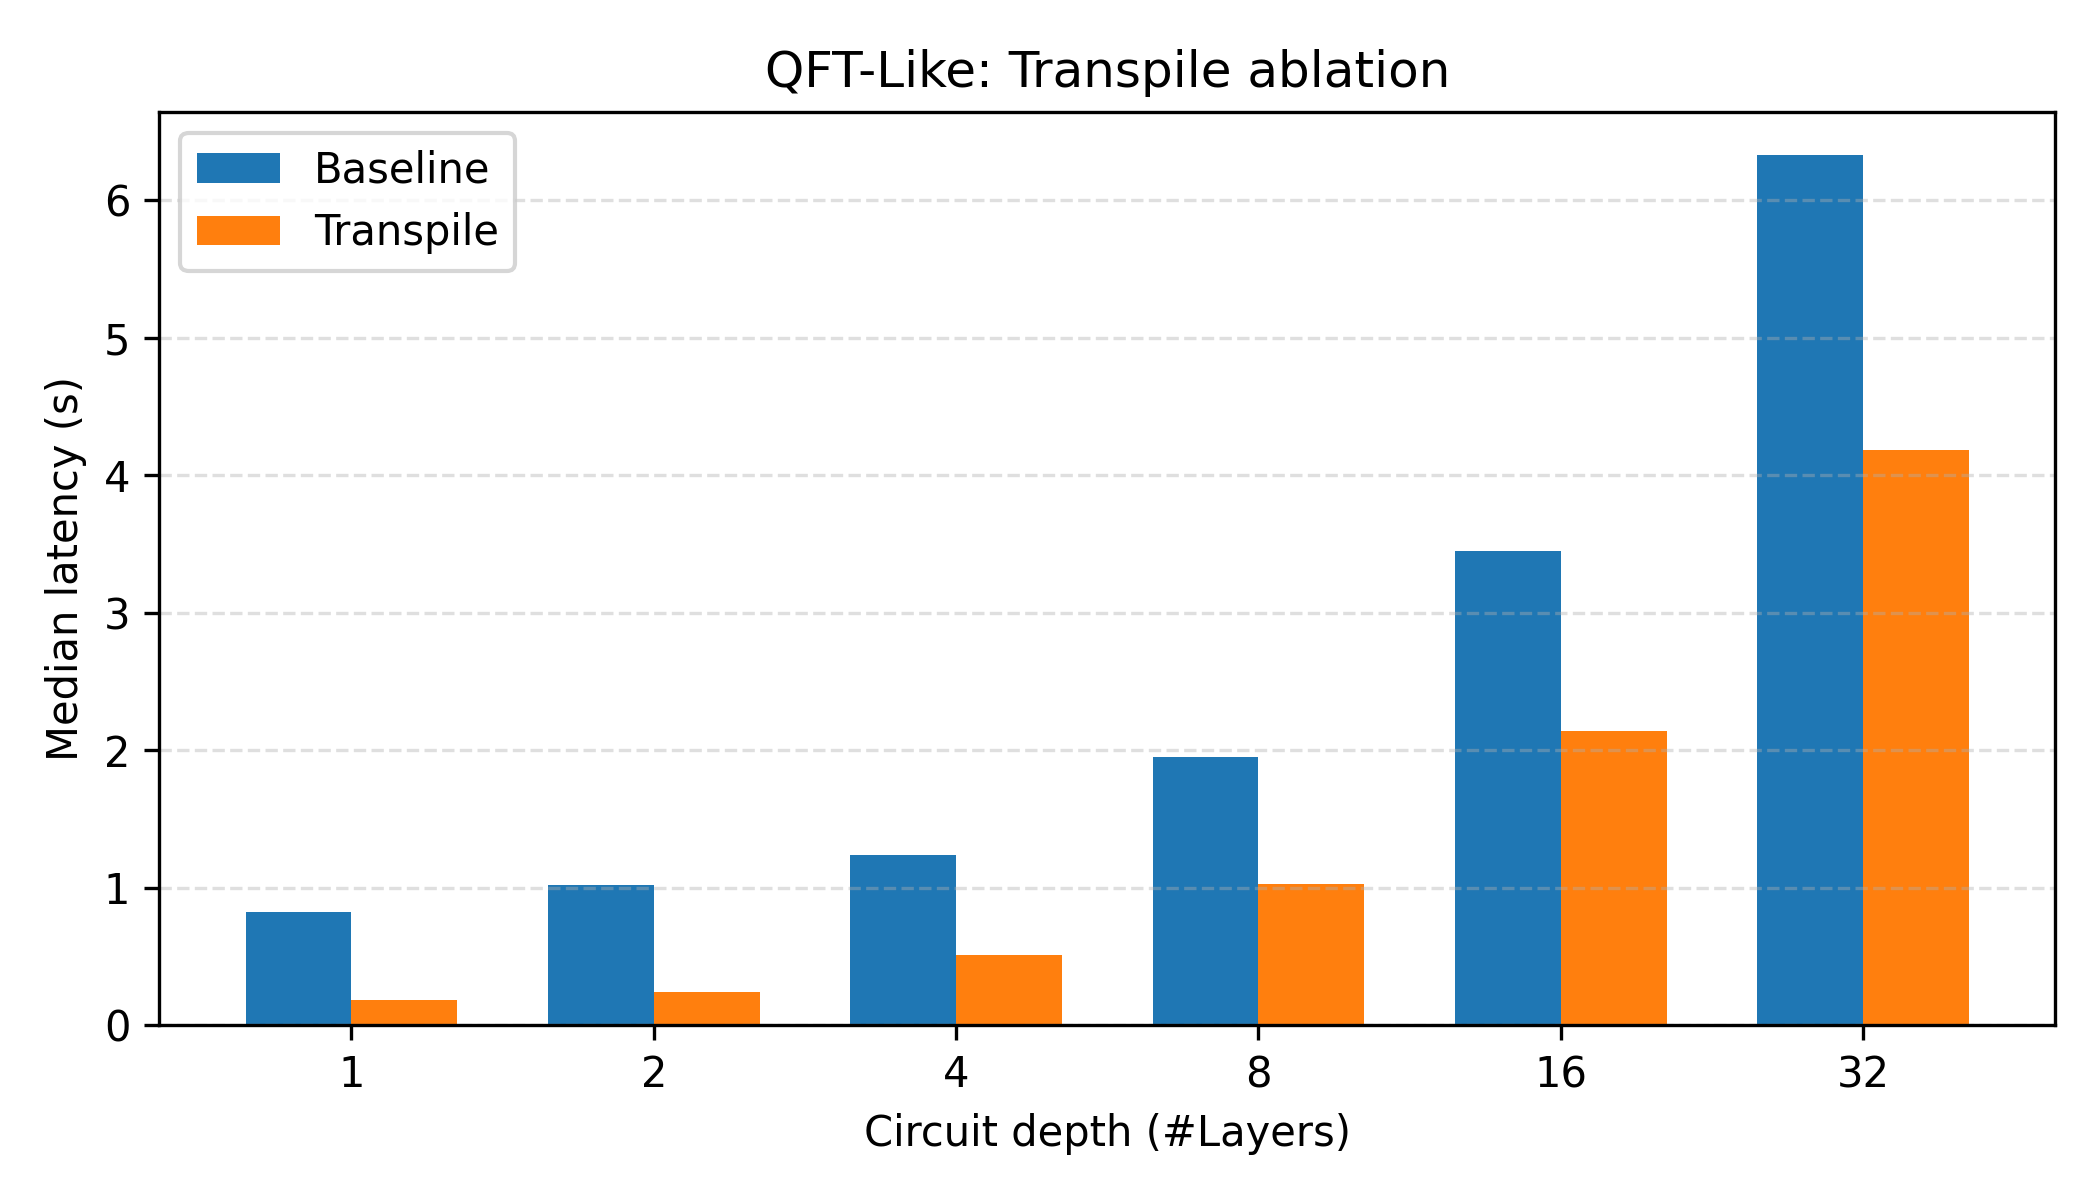 QFT-Like: Transpile ablation
Baseline
Transpile
Median latency (s)
6
5
4
3
2
1
0
1 2 4 8 16 32
Circuit depth (#Layers)